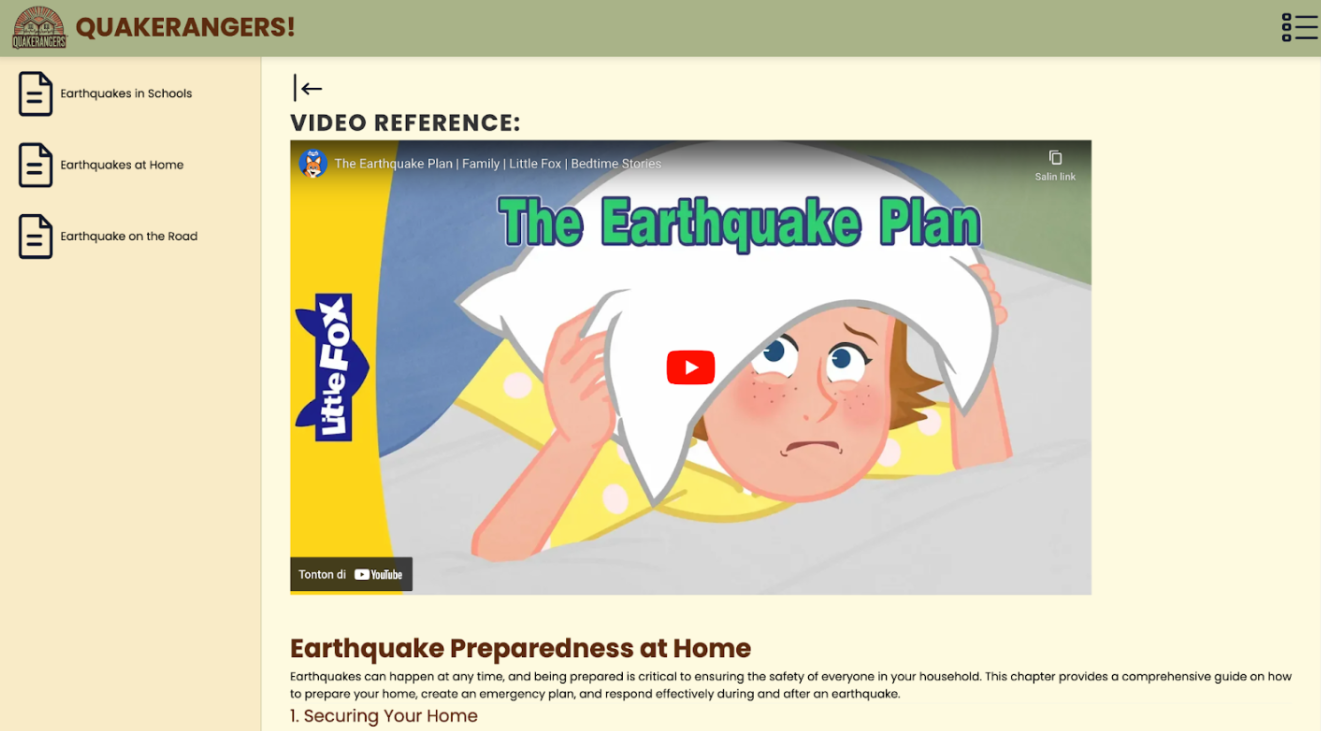 QUAKERANGERS
QUAKERANGERS!
Earthquakes in Schools
Earthquakes at Home
Earthquake on the Road
VIDEO REFERENCE:
The Earthquake Plan | Family | Little Fox | Bedtime Stories
Salin link
The Earthquake Plan
Little Fox
Tonton di YouTube
Earthquake Preparedness at Home
Earthquakes can happen at any time, and being prepared is critical to ensuring the safety of everyone in your household. This chapter provides a comprehensive guide on how
to prepare your home, create an emergency plan, and respond effectively during and after an earthquake.
1. Securing Your Home